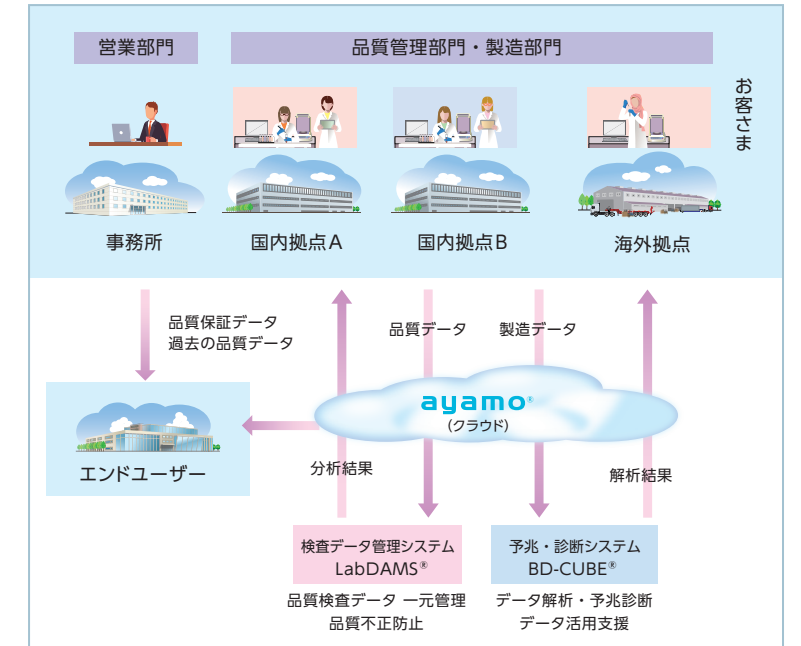 営業部門
品質管理部門・製造部門
お客さま
事務所
国内拠点A
国内拠点B
海外拠点
品質保証データ
過去の品質データ
品質データ
製造データ
ayamo®
(クラウド)
エンドユーザー
分析結果
解析結果
検査データ管理システム
LabDAMS®
予兆・診断システム
BD-CUBE®
品質検査データ 一元管理
品質不正防止
データ解析・予兆診断
データ活用支援